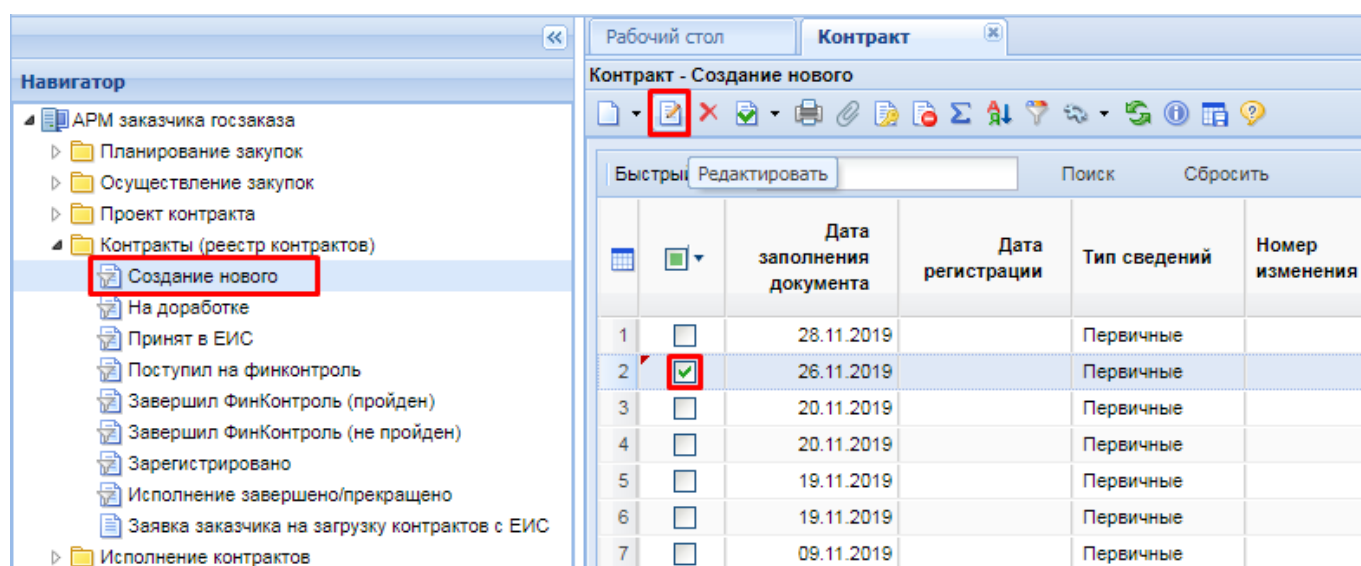 Рабочий стол
Контракт
Навигатор
Контракт - Создание нового
АРМ заказчика госзаказа
Планирование закупок
Осуществление закупок
Проект контракта
Контракты (реестр контрактов)
Создание нового
На доработке
Принят в ЕИС
Поступил на финконтроль
Завершил ФинКонтроль (пройден)
Завершил ФинКонтроль (не пройден)
Зарегистрировано
Исполнение завершено/прекращено
Заявка заказчика на загрузку контрактов с ЕИС
Исполнение контрактов
Редактировать
Поиск
Сбросить
Дата заполнения документа
Дата регистрации
Тип сведений
Номер изменения
1 28.11.2019 Первичные
2 26.11.2019 Первичные
3 20.11.2019 Первичные
4 20.11.2019 Первичные
5 19.11.2019 Первичные
6 19.11.2019 Первичные
7 09.11.2019 Первичные